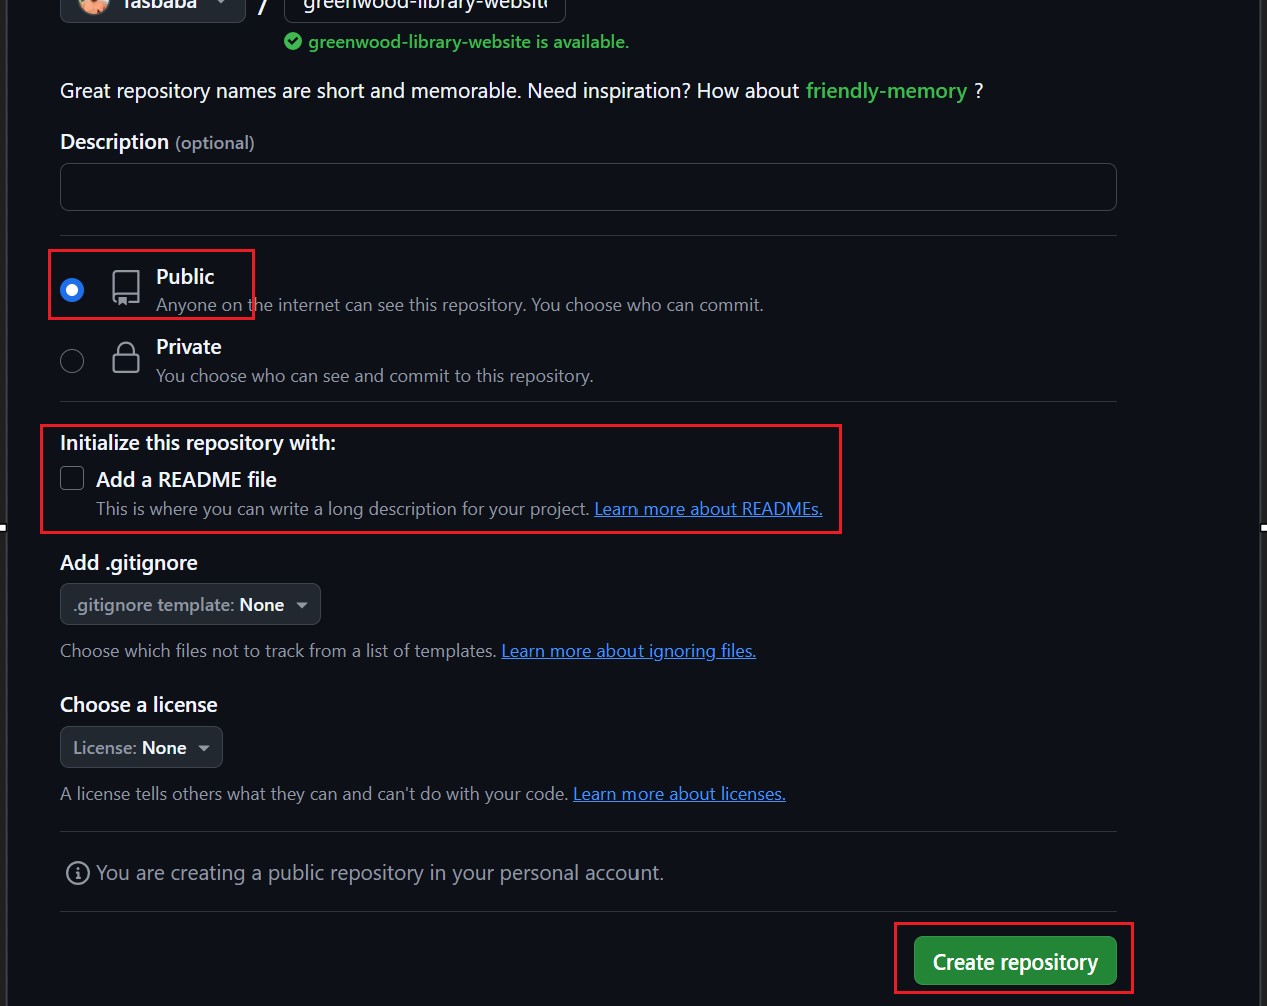 Tasbaba / greenwood-library-website
greenwood-library-website is available.
Great repository names are short and memorable. Need inspiration? How about friendly-memory ?
Description (optional)
Public
Anyone on the internet can see this repository. You choose who can commit.
Private
You choose who can see and commit to this repository.
Initialize this repository with:
Add a README file
This is where you can write a long description for your project. Learn more about READMEs.
Add .gitignore
.gitignore template: None
Choose which files not to track from a list of templates. Learn more about ignoring files.
Choose a license
License: None
A license tells others what they can and can't do with your code. Learn more about licenses.
You are creating a public repository in your personal account.
Create repository